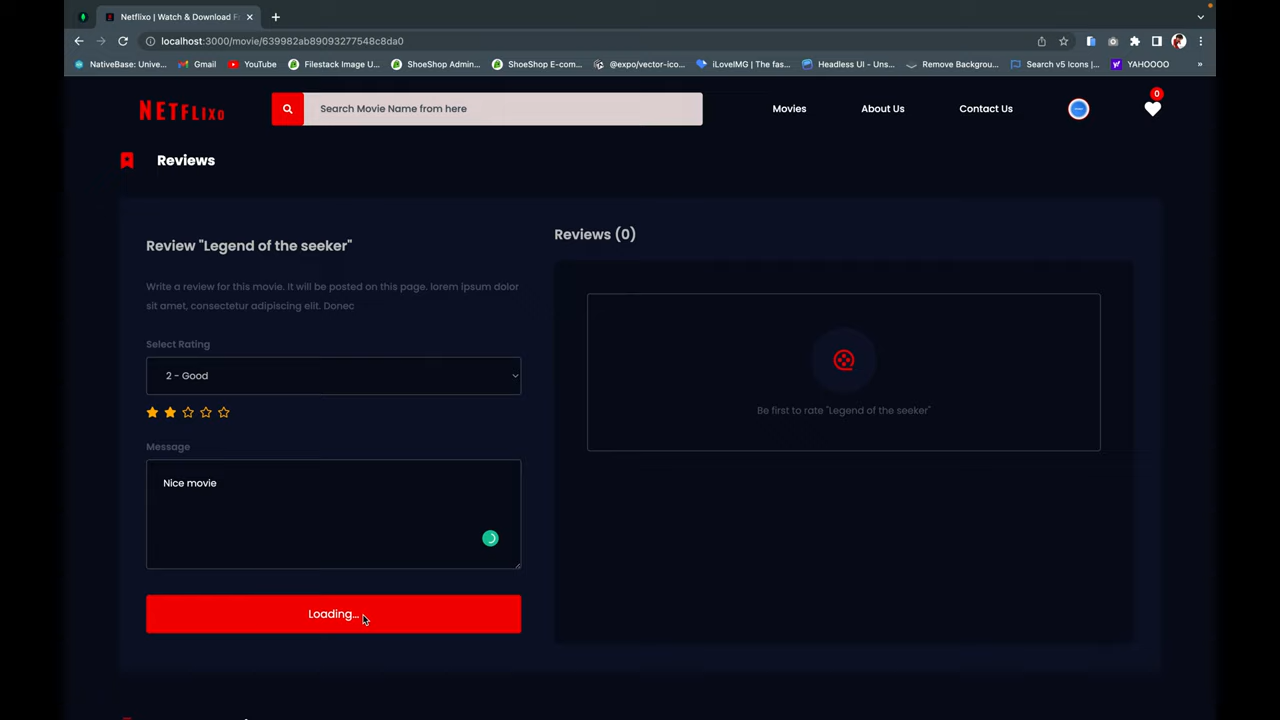 Netflixo | Watch & Download F
localhost:3000/movie/639982ab89093277548c8da0
NativeBase: Unive...
Gmail
YouTube
Filestack Image U...
ShoeShop Admin...
ShoeShop E-com...
@expo/vector-ico...
iLoveIMG | The fas...
Headless UI - Uns...
Remove Backgrou...
Search v5 Icons |...
YAHOOOO
»
NETFLIXO
Search Movie Name from here
Movies
About Us
Contact Us
0
Reviews
Review "Legend of the seeker"
Write a review for this movie. It will be posted on this page. lorem ipsum dolor
sit amet, consectetur adipiscing elit. Donec
Select Rating
2 - Good
Message
Nice movie
Loading...
Reviews (0)
Be first to rate "Legend of the seeker"